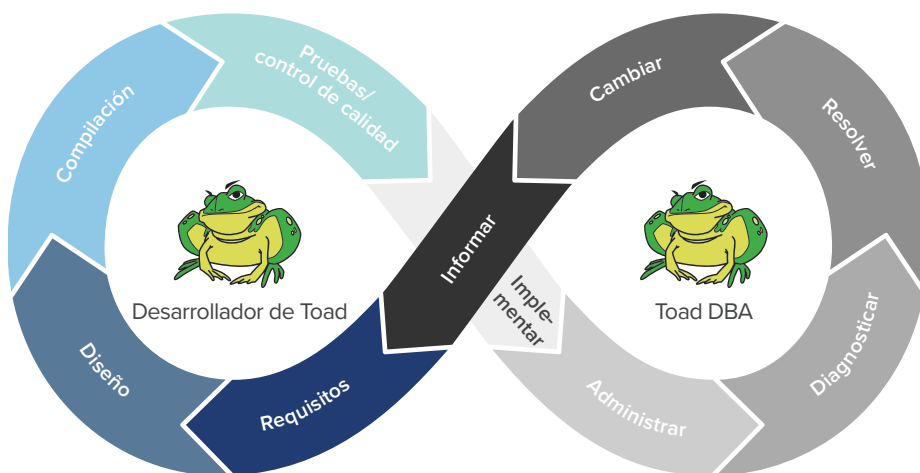 Pruebas/
control de calidad
Cambiar
Compilación
Resolver
Informar
Imple-
mentar
Desarrollador de Toad
Toad DBA
Diseño
Diagnosticar
Requisitos
Administrar